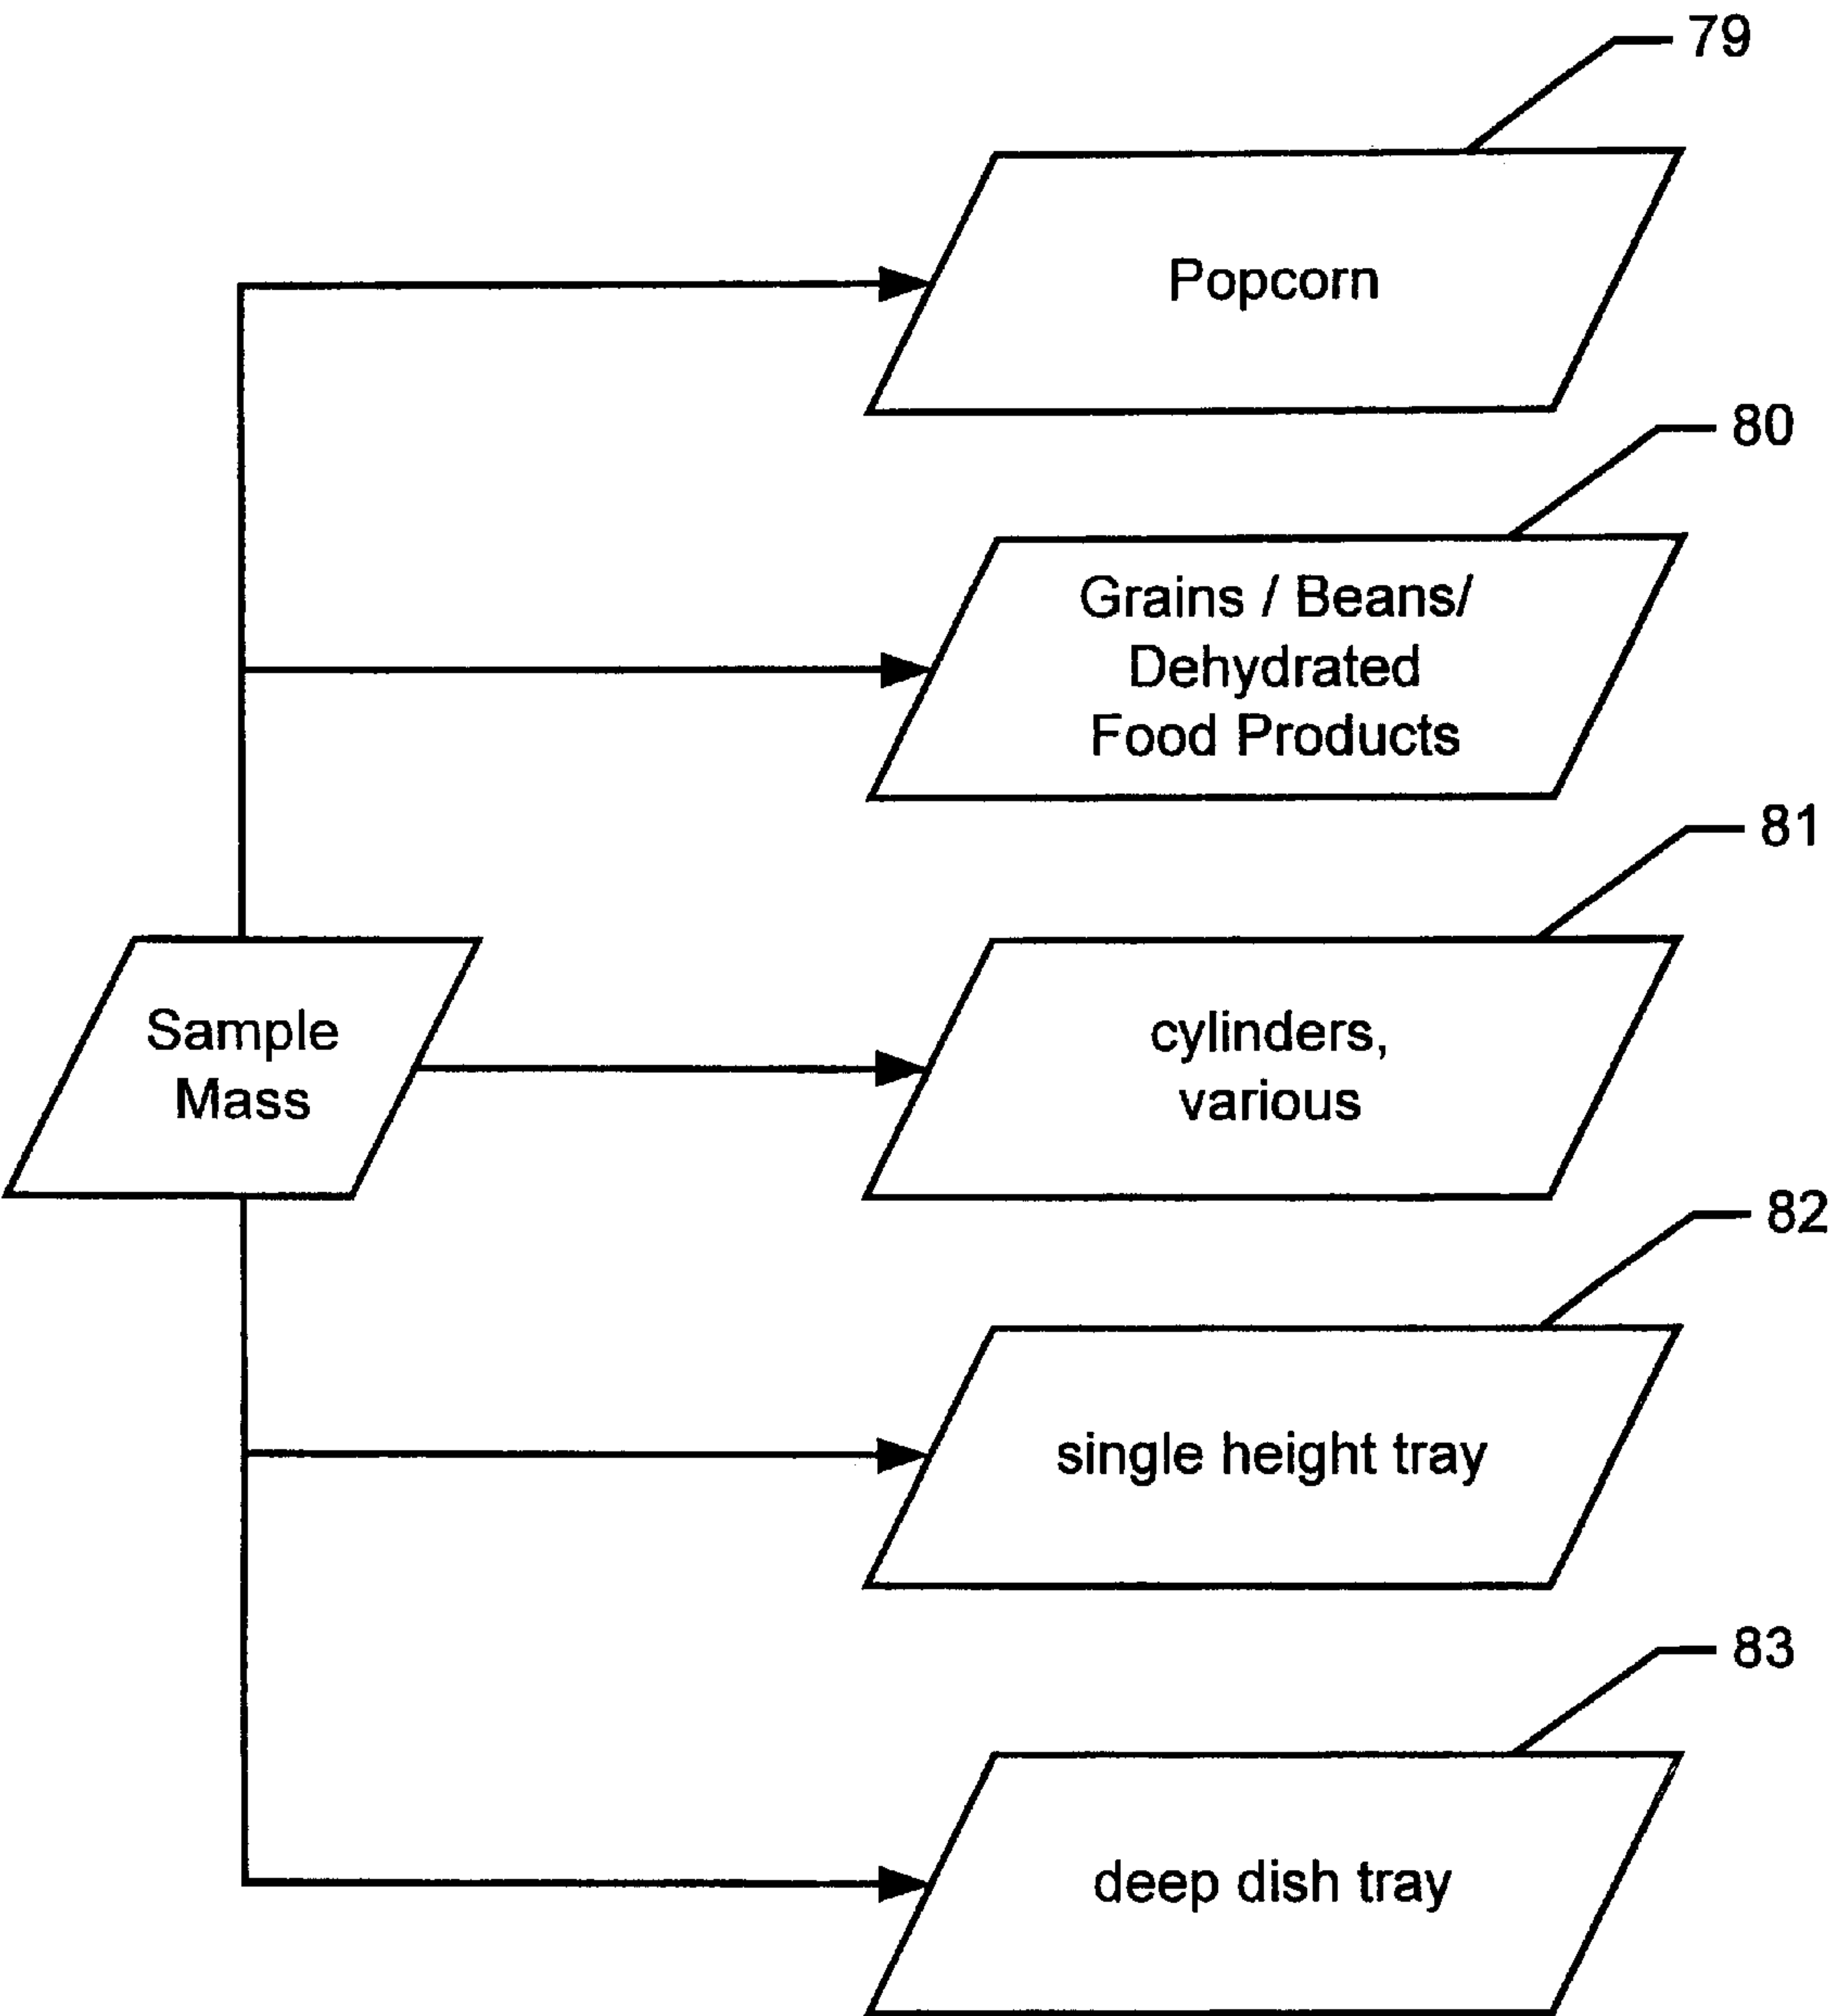 79
Popcorn
80
Grains / Beans/
Dehydrated
Food Products
81
Sample
Mass
cylinders,
various
82
single height tray
83
deep dish tray